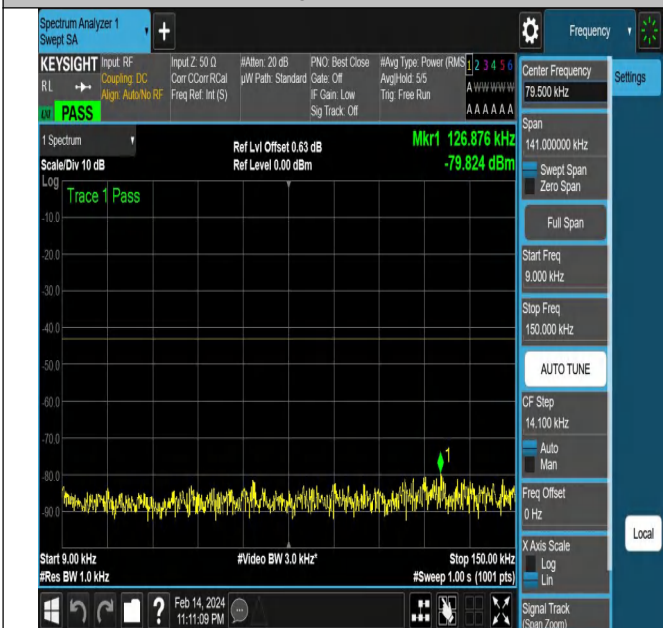 Spectrum Analyzer 1
Swept SA
+
Frequency
KEYSIGHT
RL
LXI
PASS
Input: RF
Coupling: DC
Align: Auto/No RF
Input Z: 50 Ω
Corr CCorr RCal
Freq Ref: Int (S)
#Atten: 20 dB
µW Path: Standard
PNO: Best Close
Gate: Off
IF Gain: Low
Sig Track: Off
#Avg Type: Power (RMS
Avg|Hold: 5/5
Trig: Free Run
1 2 3 4 5 6
A W W W W W
A A A A A A
Center Frequency
79.500 kHz
Settings
1 Spectrum
Scale/Div 10 dB
Ref Lvl Offset 0.63 dB
Ref Level 0.00 dBm
Mkr1 126.876 kHz
-79.824 dBm
Log
Trace 1 Pass
-10.0
-20.0
-30.0
-40.0
-50.0
-60.0
-70.0
-80.0
-90.0
1
Start 9.00 kHz
#Res BW 1.0 kHz
#Video BW 3.0 kHz*
Stop 150.00 kHz
#Sweep 1.00 s (1001 pts)
Span
141.000000 kHz
Swept Span
Zero Span
Full Span
Start Freq
9.000 kHz
Stop Freq
150.000 kHz
AUTO TUNE
CF Step
14.100 kHz
Auto
Man
Freq Offset
0 Hz
X Axis Scale
Log
Lin
Signal Track
(Span Zoom)
Local
?
Feb 14, 2024
11:11:09 PM